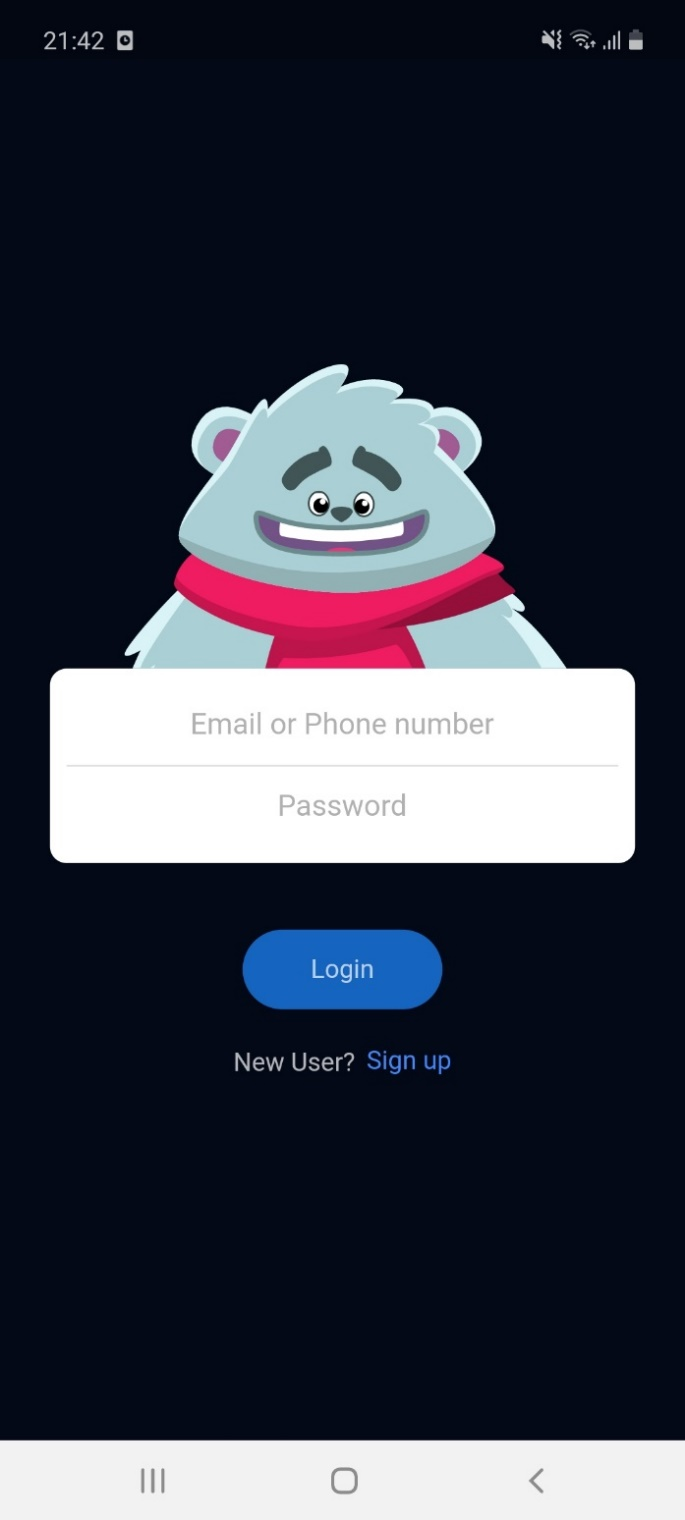 21:42
Email or Phone number
Password
Login
New User? Sign up